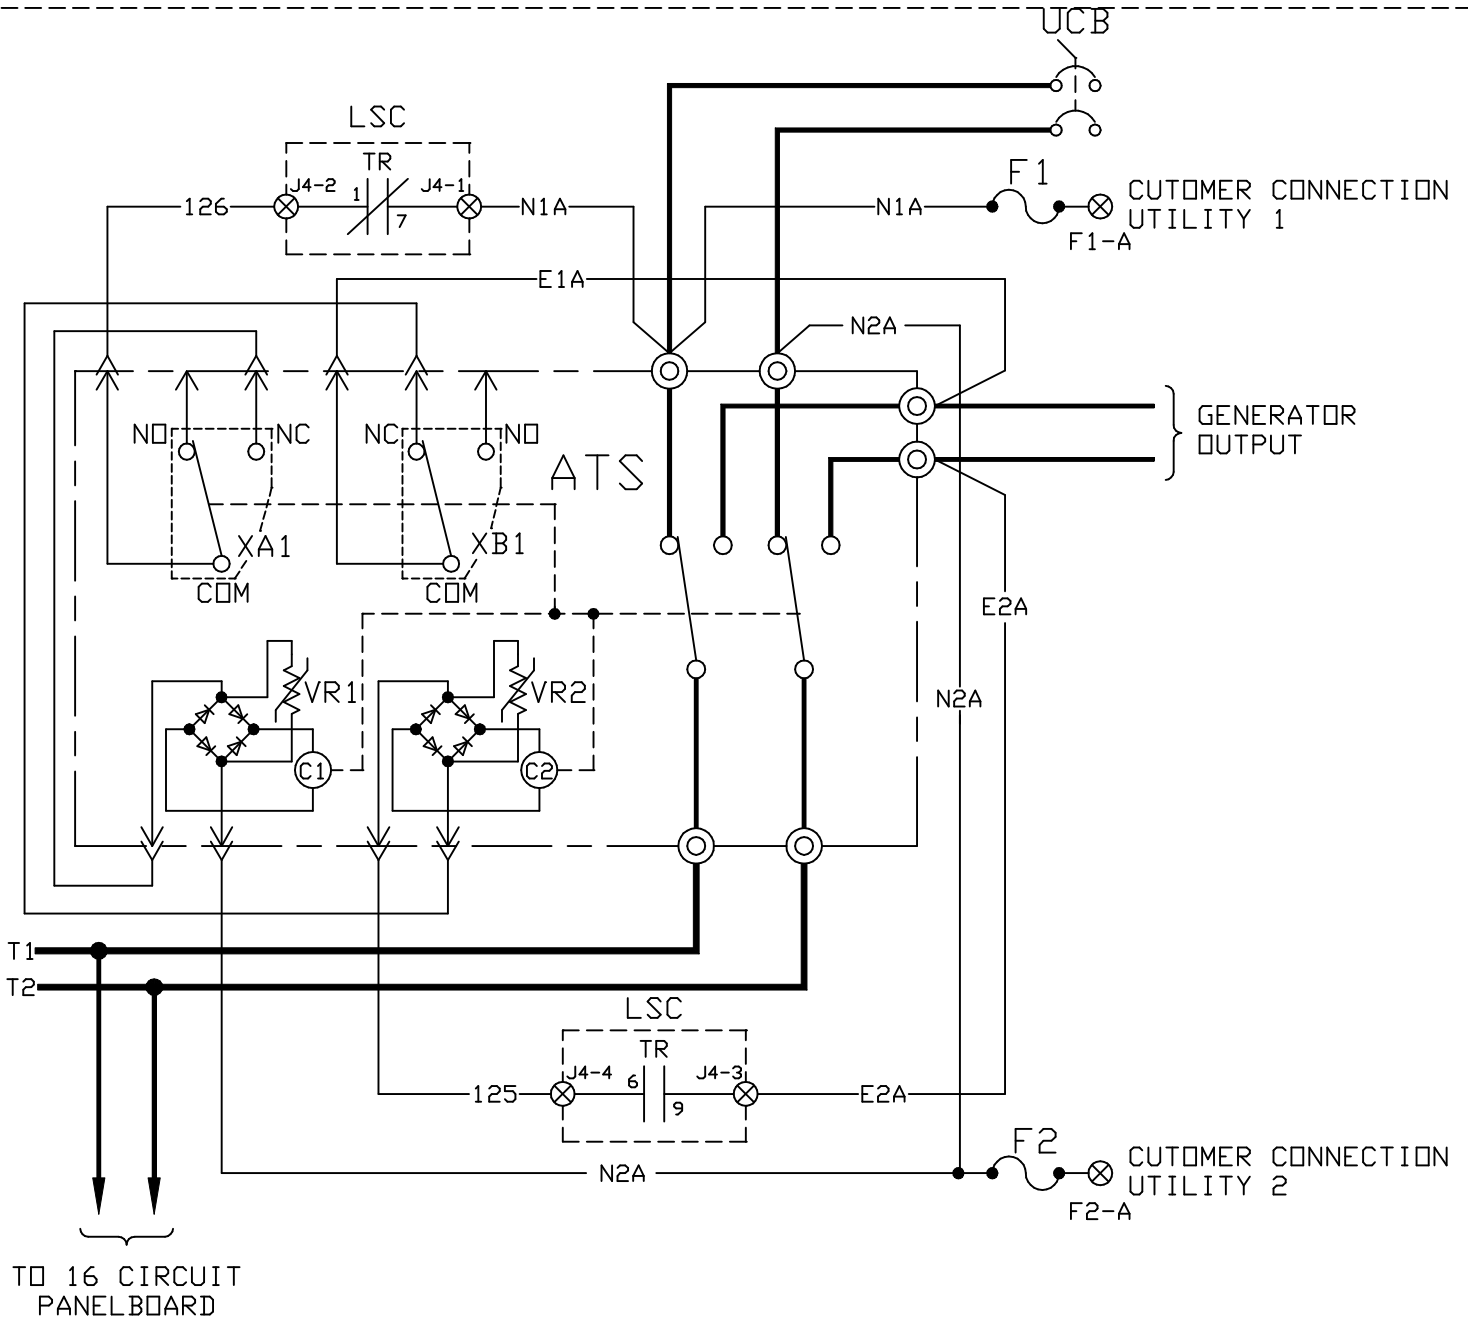 UCB
LSC
TR
J4-2
1
J4-1
7
126
N1A
N1A
F1
F1-A
CUTOMER CONNECTION
UTILITY 1
E1A
N2A
NO
NC
NC
NO
ATS
GENERATOR
OUTPUT
XA1
XB1
COM
COM
E2A
VR1
VR2
N2A
C1
C2
T1
T2
LSC
TR
J4-4
6
J4-3
9
125
E2A
N2A
F2
F2-A
CUTOMER CONNECTION
UTILITY 2
TO 16 CIRCUIT
PANELBOARD